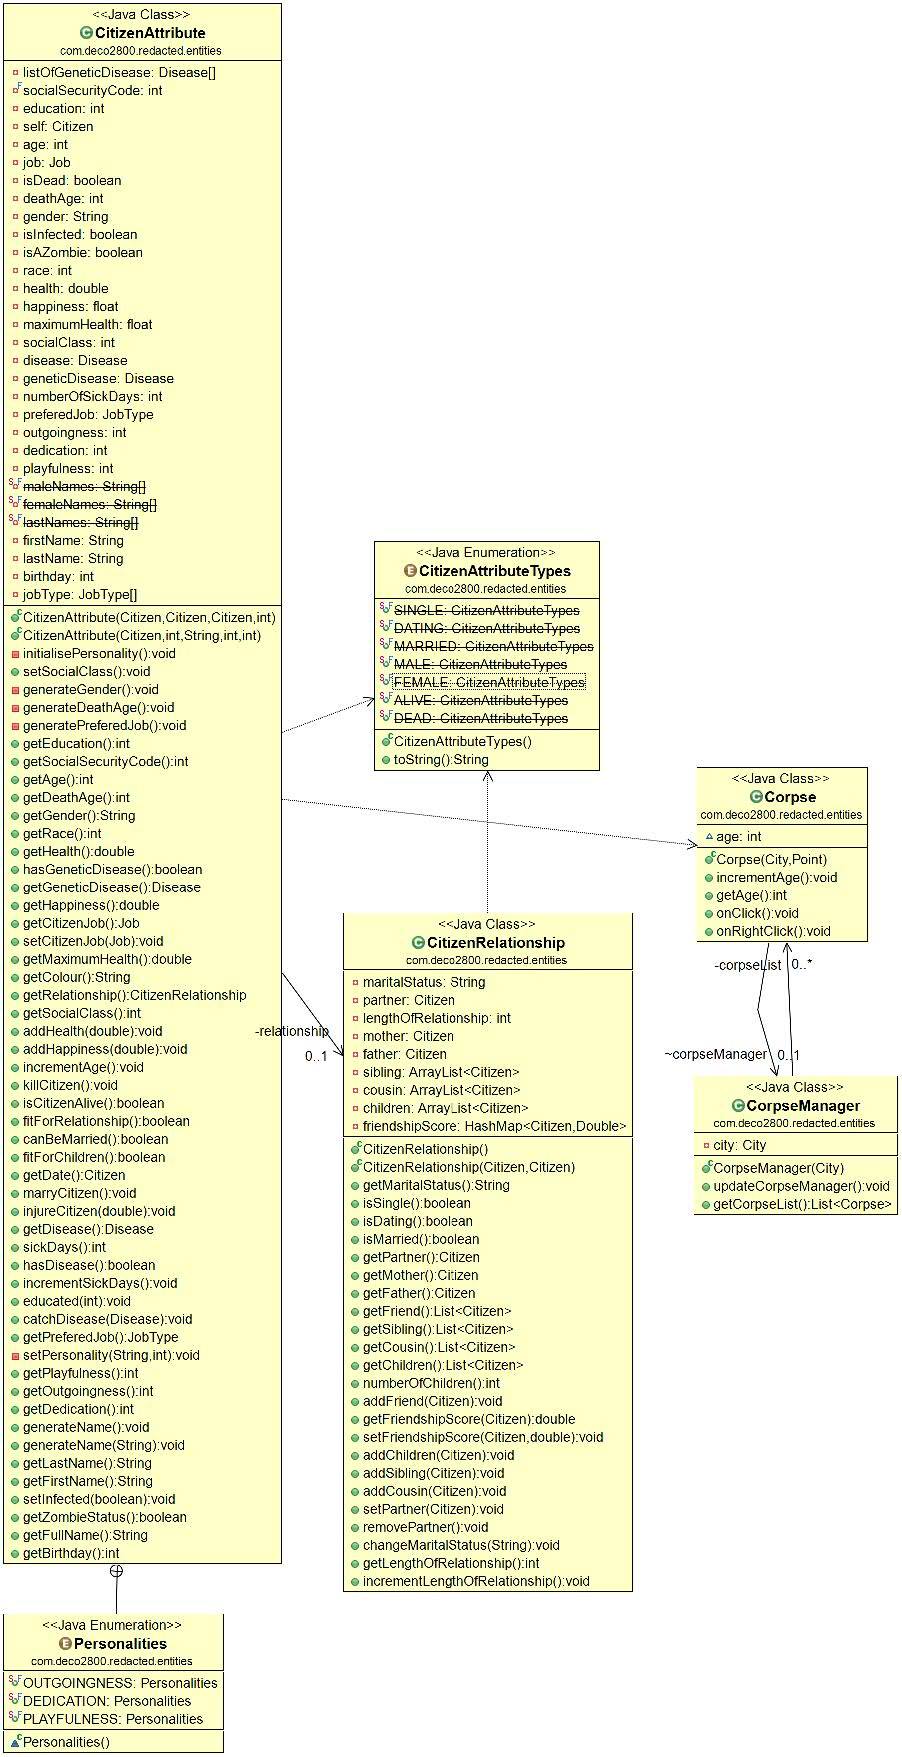 <<Java Class>>
CitizenAttribute
com.deco2800.redacted.entities
listOfGeneticDisease: Disease[]
socialSecurityCode: int
education: int
self: Citizen
age: int
job: Job
isDead: boolean
deathAge: int
gender: String
isInfected: boolean
isAZombie: boolean
race: int
health: double
happiness: float
maximumHealth: float
socialClass: int
disease: Disease
geneticDisease: Disease
numberOfSickDays: int
preferedJob: JobType
outgoingness: int
dedication: int
playfulness: int
maleNames: String[]
femaleNames: String[]
lastNames: String[]
firstName: String
lastName: String
birthday: int
jobType: JobType[]
CitizenAttribute(Citizen,Citizen,Citizen,int)
CitizenAttribute(Citizen,int,String,int,int)
initialisePersonality():void
setSocialClass():void
generateGender():void
generateDeathAge():void
generatePreferedJob():void
getEducation():int
getSocialSecurityCode():int
getAge():int
getDeathAge():int
getGender():String
getRace():int
getHealth():double
hasGeneticDisease():boolean
getGeneticDisease():Disease
getHappiness():double
getCitizenJob():Job
setCitizenJob(Job):void
getMaximumHealth():double
getColour():String
getRelationship():CitizenRelationship
getSocialClass():int
addHealth(double):void
addHappiness(double):void
incrementAge():void
killCitizen():void
isCitizenAlive():boolean
fitForRelationship():boolean
canBeMarried():boolean
fitForChildren():boolean
getDate():Citizen
marryCitizen():void
injureCitizen(double):void
getDisease():Disease
sickDays():int
hasDisease():boolean
incrementSickDays():void
educated(int):void
catchDisease(Disease):void
getPreferedJob():JobType
setPersonality(String,int):void
getPlayfulness():int
getOutgoingness():int
getDedication():int
generateName():void
generateName(String):void
getLastName():String
getFirstName():String
setInfected(boolean):void
getZombieStatus():boolean
getFullName():String
getBirthday():int
<<Java Enumeration>>
CitizenAttributeTypes
com.deco2800.redacted.entities
SINGLE: CitizenAttributeTypes
DATING: CitizenAttributeTypes
MARRIED: CitizenAttributeTypes
MALE: CitizenAttributeTypes
FEMALE: CitizenAttributeTypes
ALIVE: CitizenAttributeTypes
DEAD: CitizenAttributeTypes
CitizenAttributeTypes()
toString():String
<<Java Class>>
Corpse
com.deco2800.redacted.entities
age: int
Corpse(City,Point)
incrementAge():void
getAge():int
onClick():void
onRightClick():void
-corpseList
0..*
~corpseManager
0..1
<<Java Class>>
CorpseManager
com.deco2800.redacted.entities
city: City
CorpseManager(City)
updateCorpseManager():void
getCorpseList():List<Corpse>
-relationship
0..1
<<Java Class>>
CitizenRelationship
com.deco2800.redacted.entities
maritalStatus: String
partner: Citizen
lengthOfRelationship: int
mother: Citizen
father: Citizen
sibling: ArrayList<Citizen>
cousin: ArrayList<Citizen>
children: ArrayList<Citizen>
friendshipScore: HashMap<Citizen,Double>
CitizenRelationship()
CitizenRelationship(Citizen,Citizen)
getMaritalStatus():String
isSingle():boolean
isDating():boolean
isMarried():boolean
getPartner():Citizen
getMother():Citizen
getFather():Citizen
getFriend():List<Citizen>
getSibling():List<Citizen>
getCousin():List<Citizen>
getChildren():List<Citizen>
numberOfChildren():int
addFriend(Citizen):void
getFriendshipScore(Citizen):double
setFriendshipScore(Citizen,double):void
addChildren(Citizen):void
addSibling(Citizen):void
addCousin(Citizen):void
setPartner(Citizen):void
removePartner():void
changeMaritalStatus(String):void
getLengthOfRelationship():int
incrementLengthOfRelationship():void
<<Java Enumeration>>
Personalities
com.deco2800.redacted.entities
OUTGOINGNESS: Personalities
DEDICATION: Personalities
PLAYFULNESS: Personalities
Personalities()